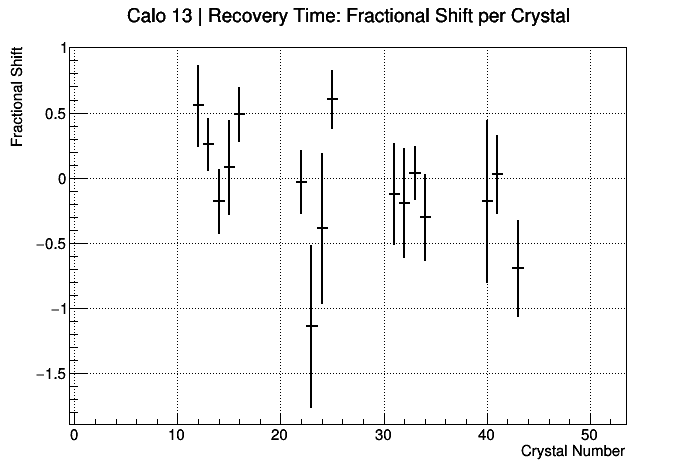 Calo 13 | Recovery Time: Fractional Shift per Crystal
Fractional Shift
1
0.5
0
−0.5
−1
−1.5
0 10 20 30 40 50
Crystal Number